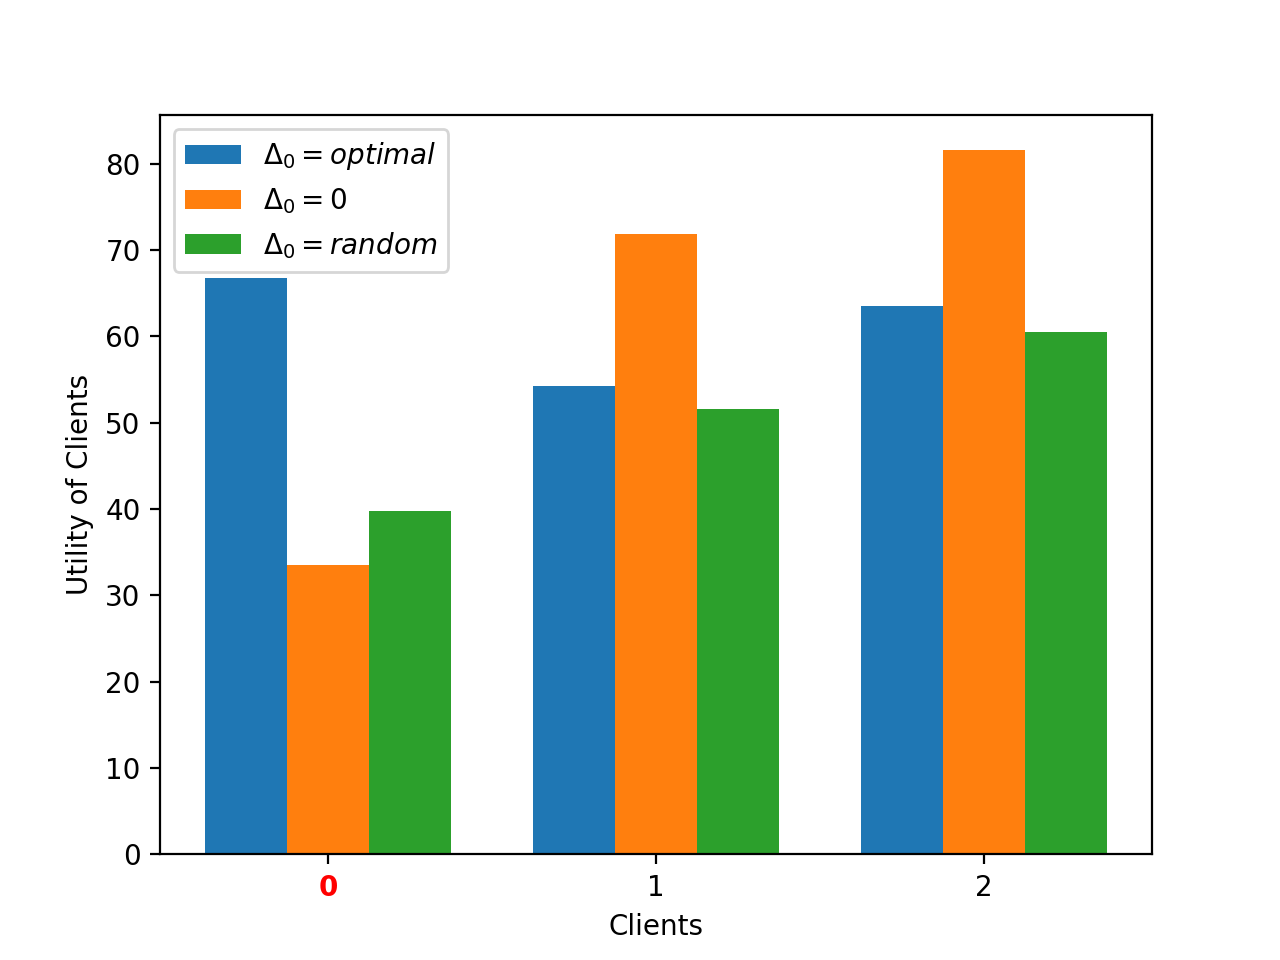 Δ₀ = optimal
Δ₀ = 0
Δ₀ = random
80
70
60
50
40
30
20
10
0
Utility of Clients
0 1 2
Clients